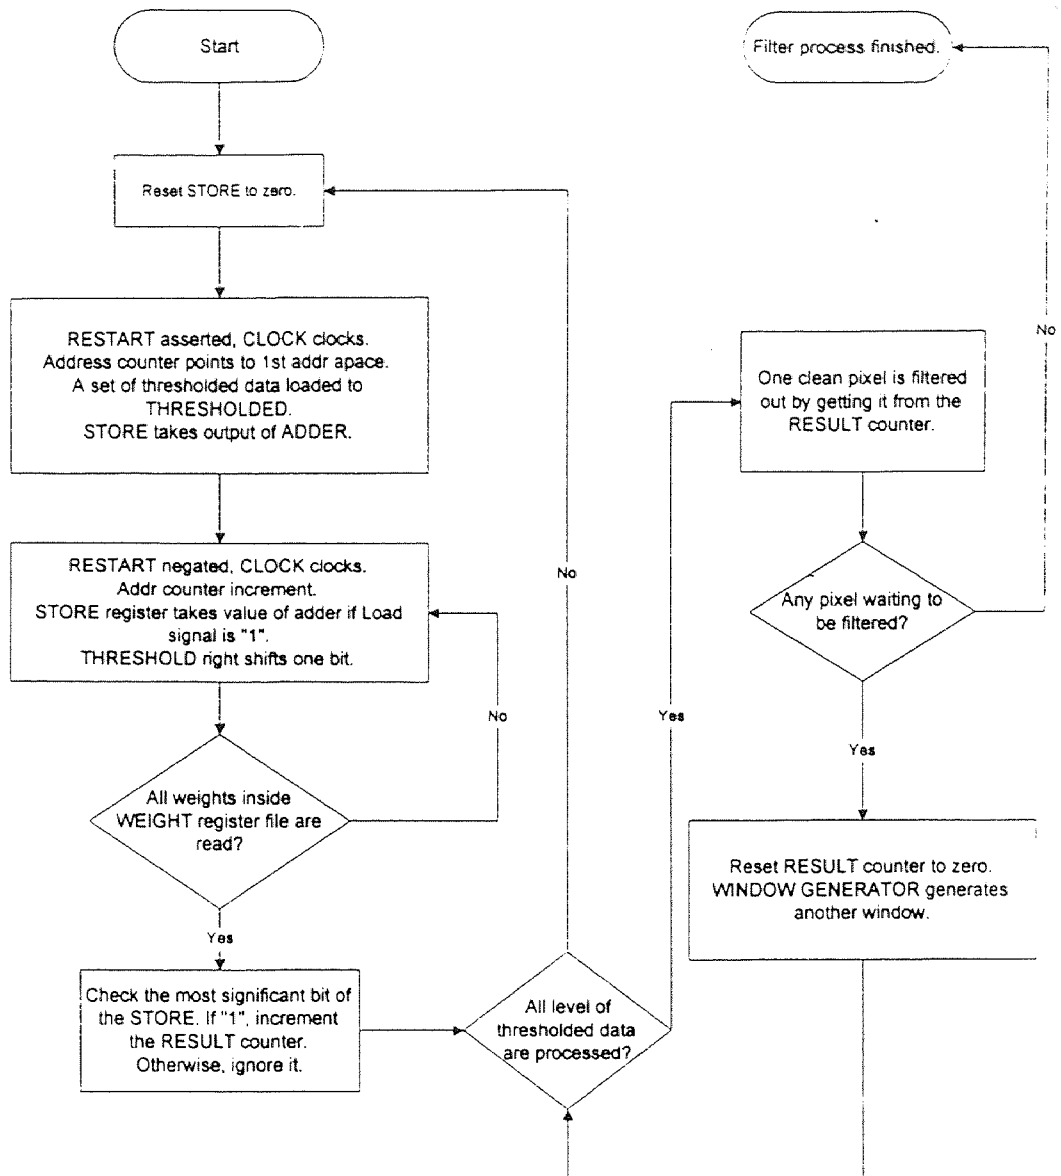 Start
Reset STORE to zero.
RESTART asserted, CLOCK clocks.
Address counter points to 1st addr apace.
A set of thresholded data loaded to
THRESHOLDED.
STORE takes output of ADDER.
RESTART negated, CLOCK clocks.
Addr counter increment.
STORE register takes value of adder if Load
signal is "1".
THRESHOLD right shifts one bit.
No
All weights inside
WEIGHT register file are
read?
Yes
Check the most significant bit of
the STORE. If "1", increment
the RESULT counter.
Otherwise, ignore it.
No
All level of
thresholded data
are processed?
Yes
Filter process finished.
No
One clean pixel is filtered
out by getting it from the
RESULT counter.
Any pixel waiting to
be filtered?
Yes
Reset RESULT counter to zero.
WINDOW GENERATOR generates
another window.